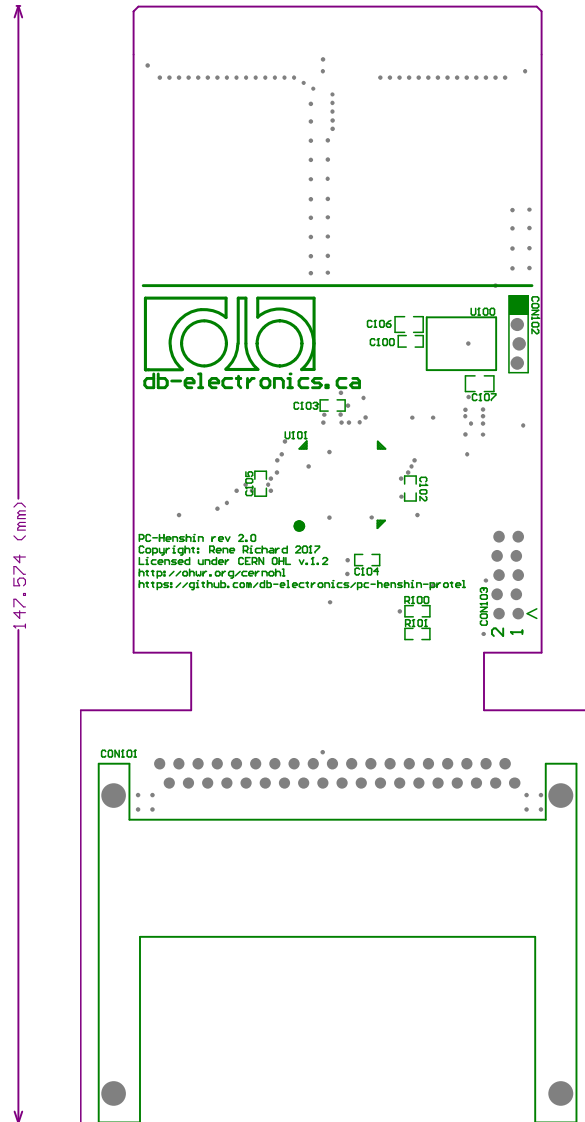 147.574 (mm)
CON102
U100
C106
C100
db
db-electronics.ca
C107
C103
U101
C105
C102
PC-Henshin rev 2.0
Copyright: Rene Richard 2017
Licensed under CERN OHL v.1.2
http://ohwr.org/cernohl
https://github.com/db-electronics/pc-henshin-protel
C104
R100
R101
CON103
2 1
CON101